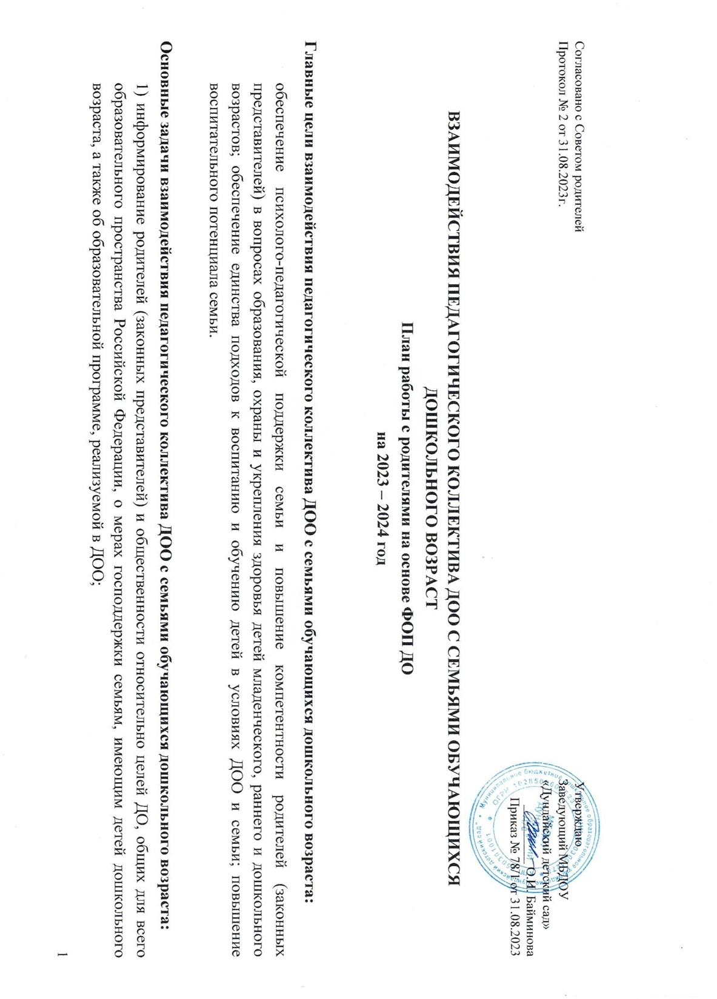 Согласовано с Советом родителей
Протокол № 2 от 31.08.2023г.
Утверждаю
Заведующий МБДОУ
«Дундайский детский сад»
О.И. Байминова
Приказ № 78/1 от 31.08.2023
ВЗАИМОДЕЙСТВИЯ ПЕДАГОГИЧЕСКОГО КОЛЛЕКТИВА ДОО С СЕМЬЯМИ ОБУЧАЮЩИХСЯ
ДОШКОЛЬНОГО ВОЗРАСТ
План работы с родителями на основе ФОП ДО
на 2023 – 2024 год
Главные цели взаимодействия педагогического коллектива ДОО с семьями обучающихся дошкольного возраста:
обеспечение психолого-педагогической поддержки семьи и повышение компетентности родителей (законных
представителей) в вопросах образования, охраны и укрепления здоровья детей младенческого, раннего и дошкольного
возрастов; обеспечение единства подходов к воспитанию и обучению детей в условиях ДОО и семьи; повышение
воспитательного потенциала семьи.
Основные задачи взаимодействия педагогического коллектива ДОО с семьями обучающихся дошкольного возраста:
1) информирование родителей (законных представителей) и общественности относительно целей ДО, общих для всего
образовательного пространства Российской Федерации, о мерах господдержки семьям, имеющим детей дошкольного
возраста, а также об образовательной программе, реализуемой в ДОО;
1